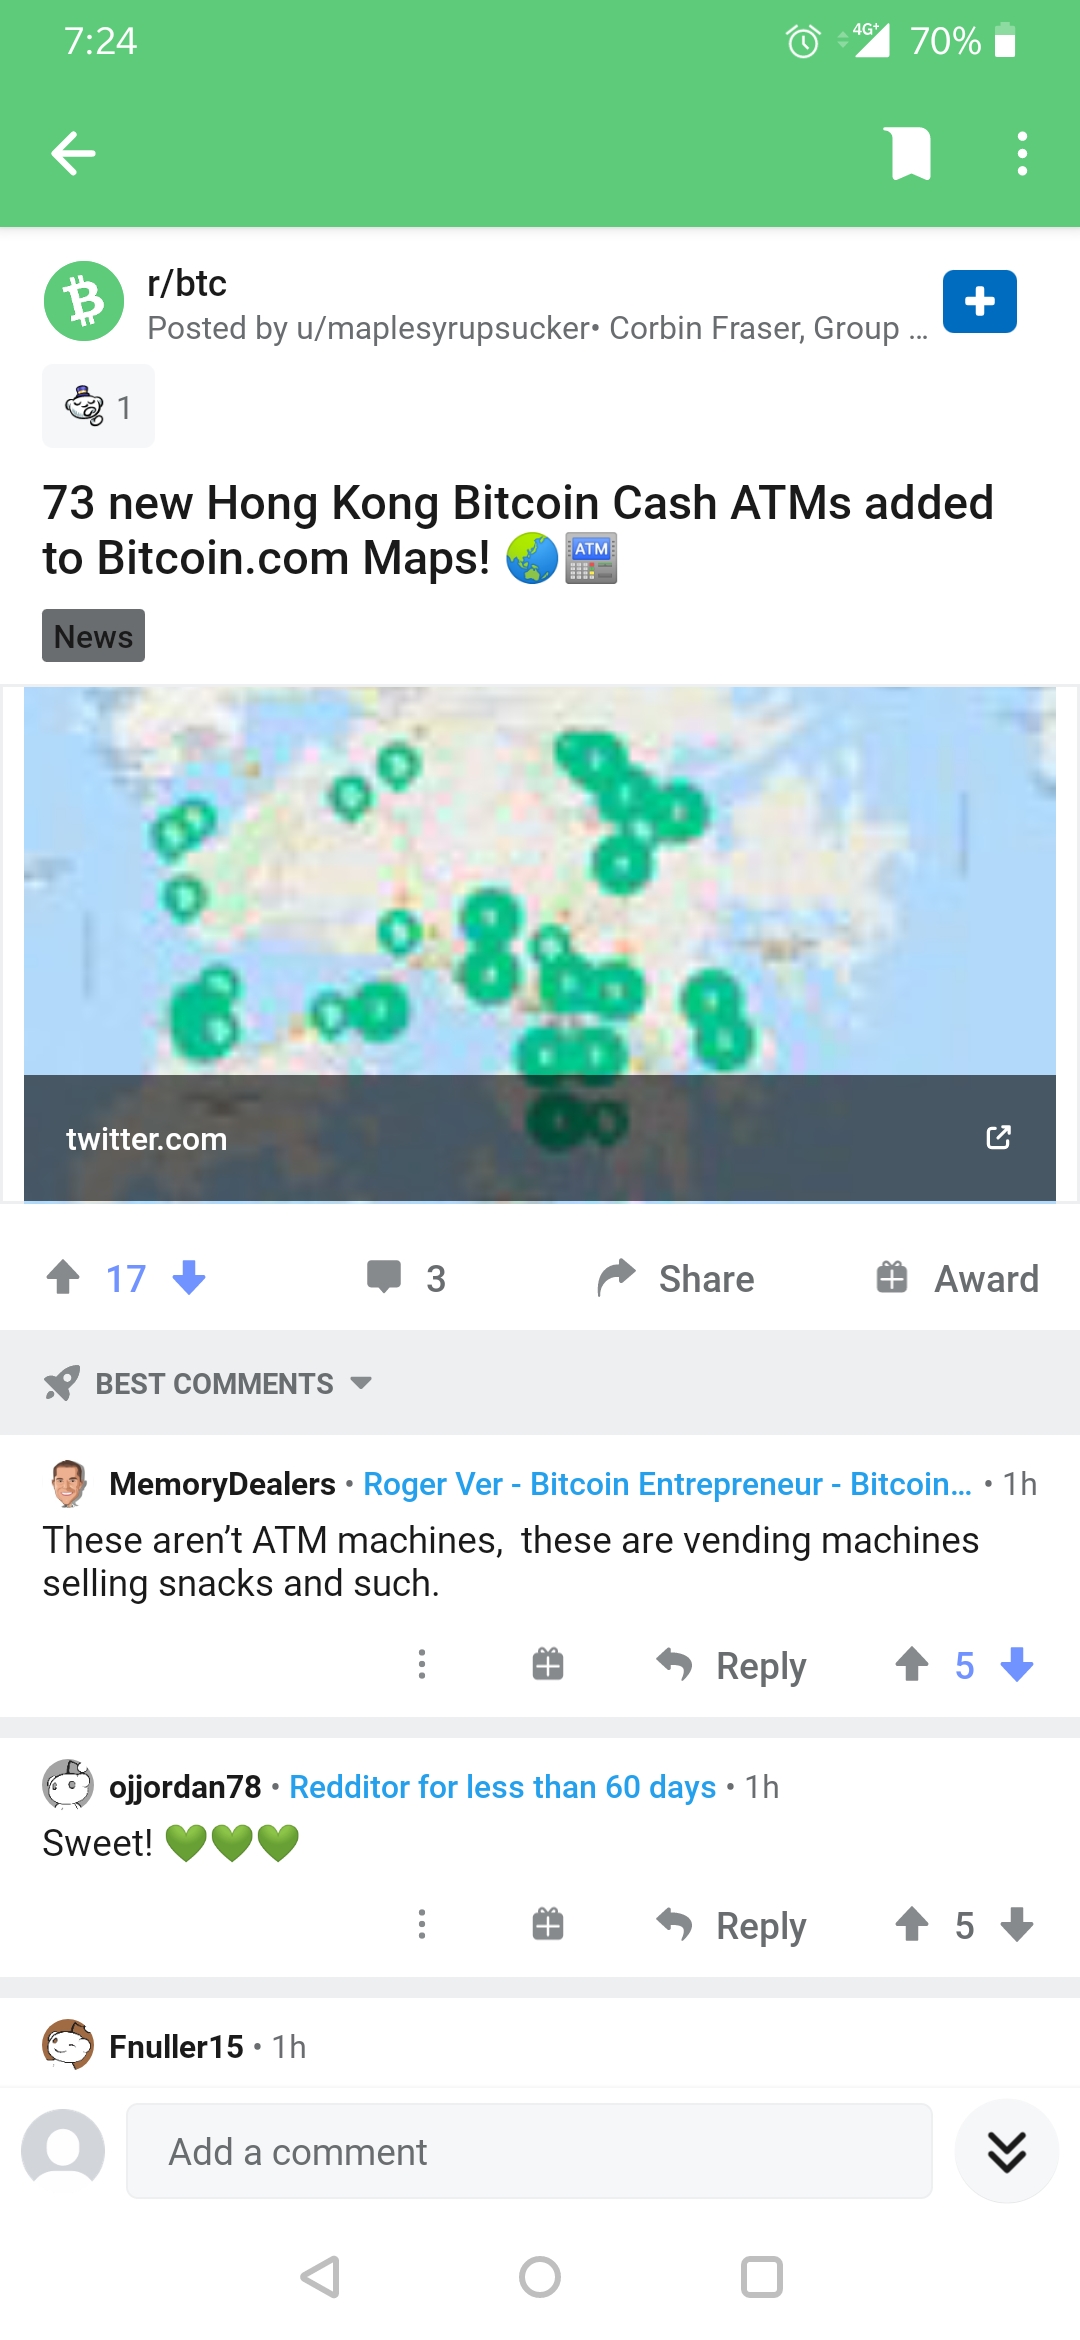 7:24
4G+ 70%
r/btc
Posted by u/maplesyrupsucker• Corbin Fraser, Group ...
1
73 new Hong Kong Bitcoin Cash ATMs added
to Bitcoin.com Maps! 🌏🏧
News
twitter.com
17 3 Share Award
BEST COMMENTS
MemoryDealers • Roger Ver - Bitcoin Entrepreneur - Bitcoin... • 1h
These aren’t ATM machines,  these are vending machines
selling snacks and such.
Reply 5
ojjordan78 • Redditor for less than 60 days • 1h
Sweet! 💚💚💚
Reply 5
Fnuller15 • 1h
Add a comment